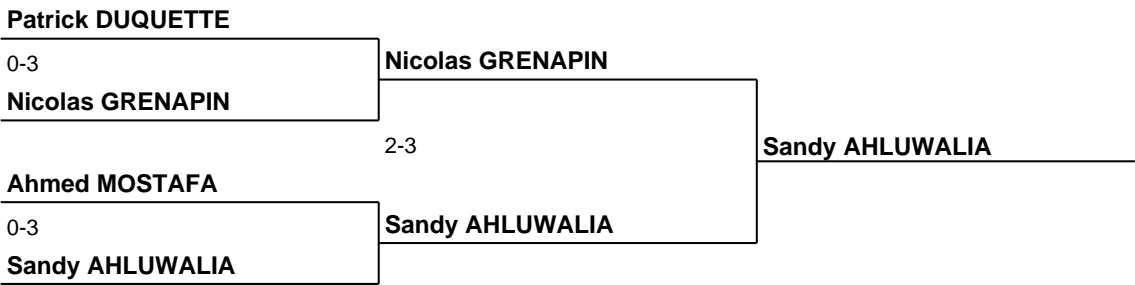 Patrick DUQUETTE
0-3
Nicolas GRENAPIN
Nicolas GRENAPIN
2-3
Sandy AHLUWALIA
Ahmed MOSTAFA
0-3
Sandy AHLUWALIA
Sandy AHLUWALIA